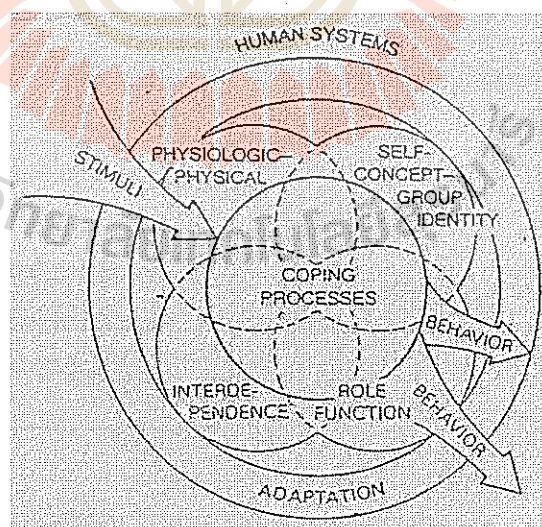 HUMAN SYSTEMS
STIMULI
PHYSIOLOGIC-
PHYSICAL
SELF-
CONCEPT-
GROUP
IDENTITY
COPING
PROCESSES
BEHAVIOR
INTERDE-
PENDENCE
ROLE
FUNCTION
BEHAVIOR
ADAPTATION